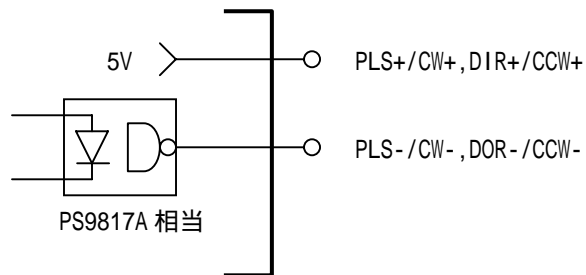 5V
PLS+/CW+,DIR+/CCW+
PLS-/CW-,DOR-/CCW-
PS9817A 相当